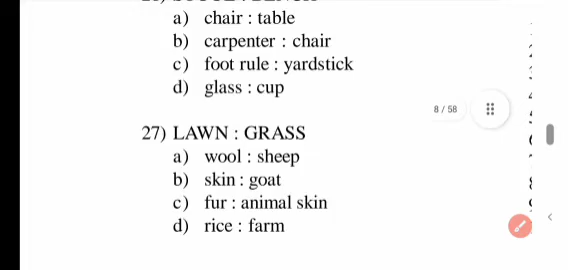 a) chair : table
b) carpenter : chair
c) foot rule : yardstick
d) glass : cup
8 / 58
27) LAWN : GRASS
a) wool : sheep
b) skin : goat
c) fur : animal skin
d) rice : farm